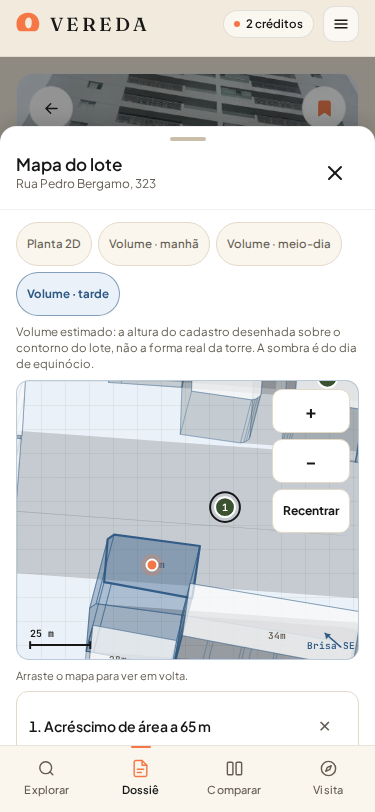 VEREDA
2 créditos
Mapa do lote
Rua Pedro Bergamo, 323
Planta 2D
Volume · manhã
Volume · meio-dia
Volume · tarde
Volume estimado: a altura do cadastro desenhada sobre o
contorno do lote, não a forma real da torre. A sombra é do dia
de equinócio.
+
−
Recentrar
1
25 m
34m
Brisa SE
Arraste o mapa para ver em volta.
1. Acréscimo de área a 65 m
Explorar
Dossiê
Comparar
Visita